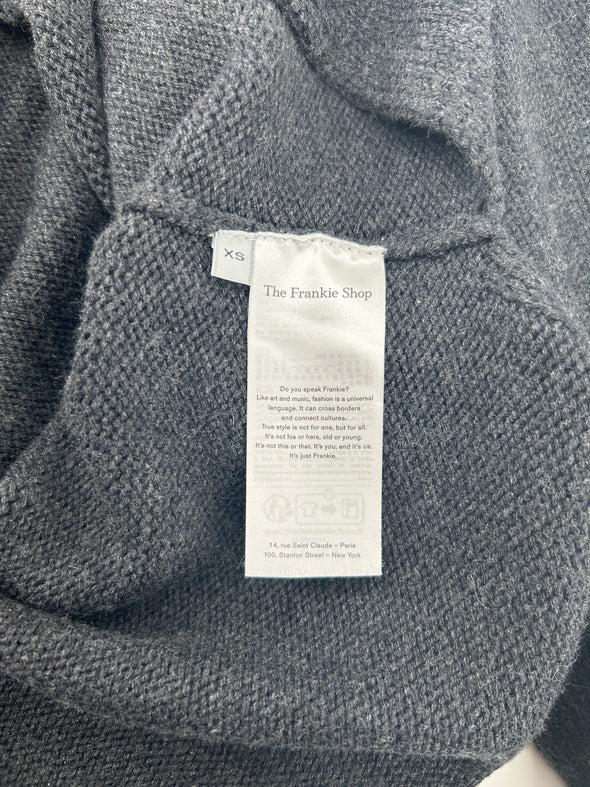 XS
The Frankie Shop
Do you speak Frankie?
Like art and music, fashion is a universal
language. It can cross borders
and connect cultures.
True style is not for one, but for all.
It's not his or hers, old or young.
It's not this or that. It's you, and it's us.
It's just Frankie.
14, rue Saint Claude – Paris
100, Stanton Street – New York